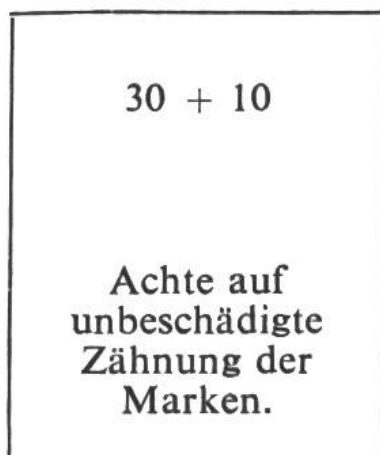 30 + 10
Achte auf
unbeschädigte
Zähnung der
Marken.